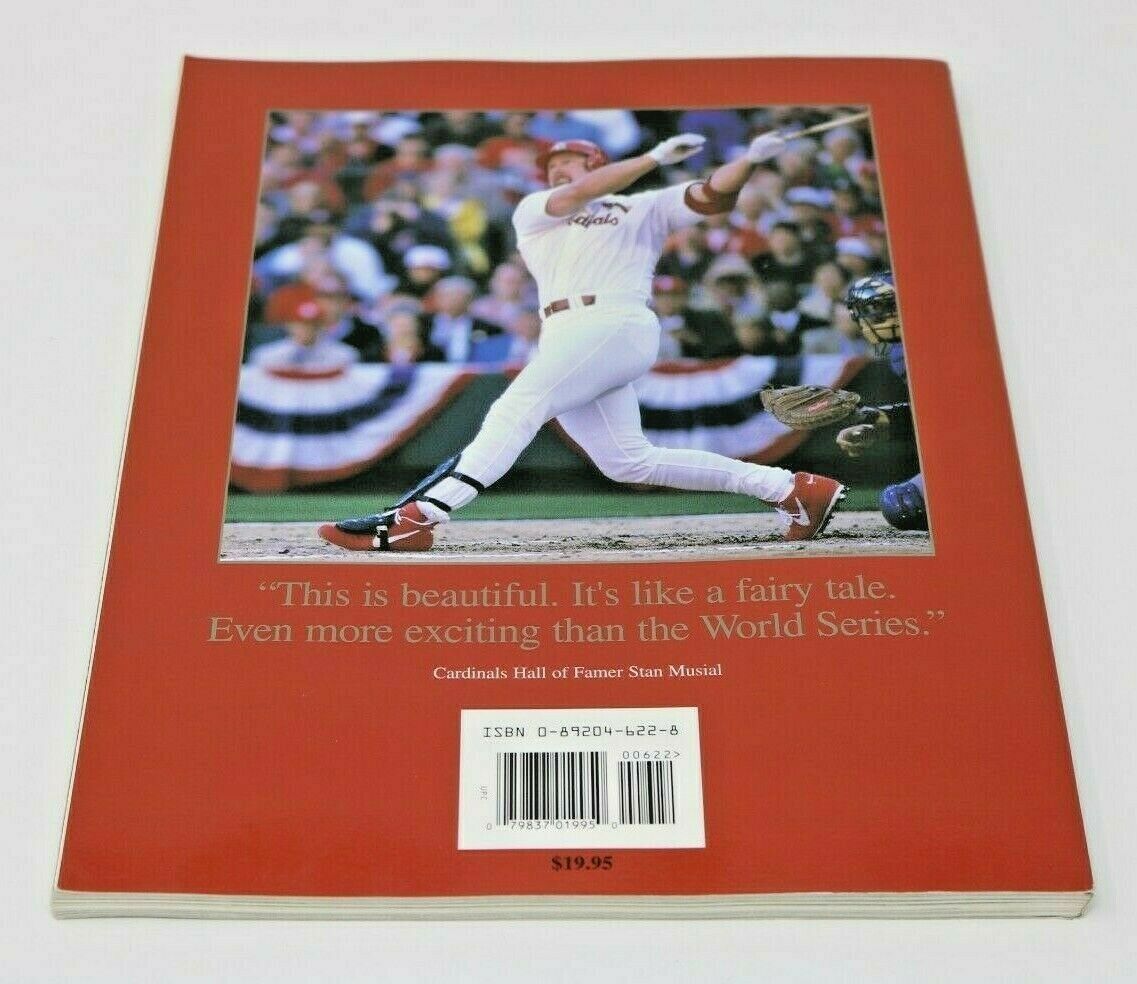 “This is beautiful. It's like a fairy tale.
Even more exciting than the World Series.”
Cardinals Hall of Famer Stan Musial
ISBN 0-89204-622-8
00622>
UPC
0 79837 01995 0
$19.95